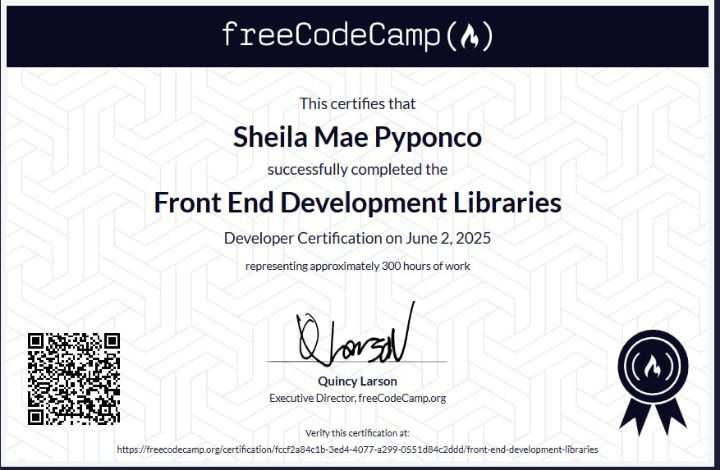 freeCodeCamp(🔥)
This certifies that
Sheila Mae Pyponco
successfully completed the
Front End Development Libraries
Developer Certification on June 2, 2025
representing approximately 300 hours of work
QLarson
Quincy Larson
Executive Director, freeCodeCamp.org
Verify this certification at:
https://freecodecamp.org/certification/fccf2a84c1b-3ed4-4077-a299-0551d84c2ddd/front-end-development-libraries